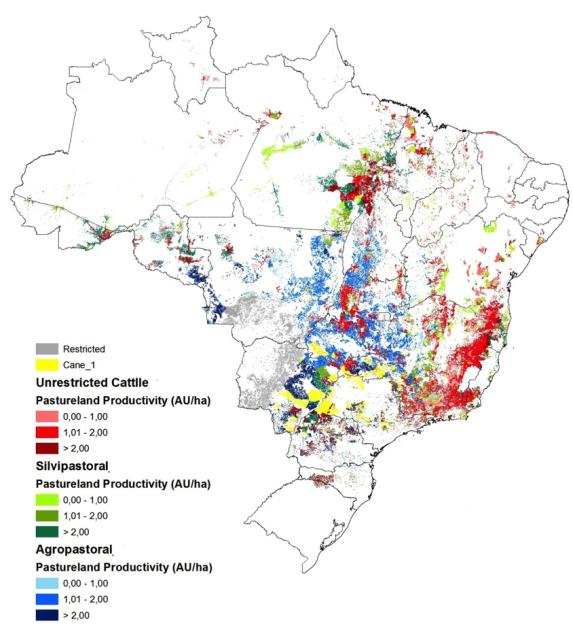 Restricted
Cane_1
Unrestricted Cattlle
Pastureland Productivity (AU/ha)
0,00 - 1,00
1,01 - 2,00
> 2,00
Silvipastoral
Pastureland Productivity (AU/ha)
0,00 - 1,00
1,01 - 2,00
> 2,00
Agropastoral
Pastureland Productivity (AU/ha)
0,00 - 1,00
1,01 - 2,00
> 2,00